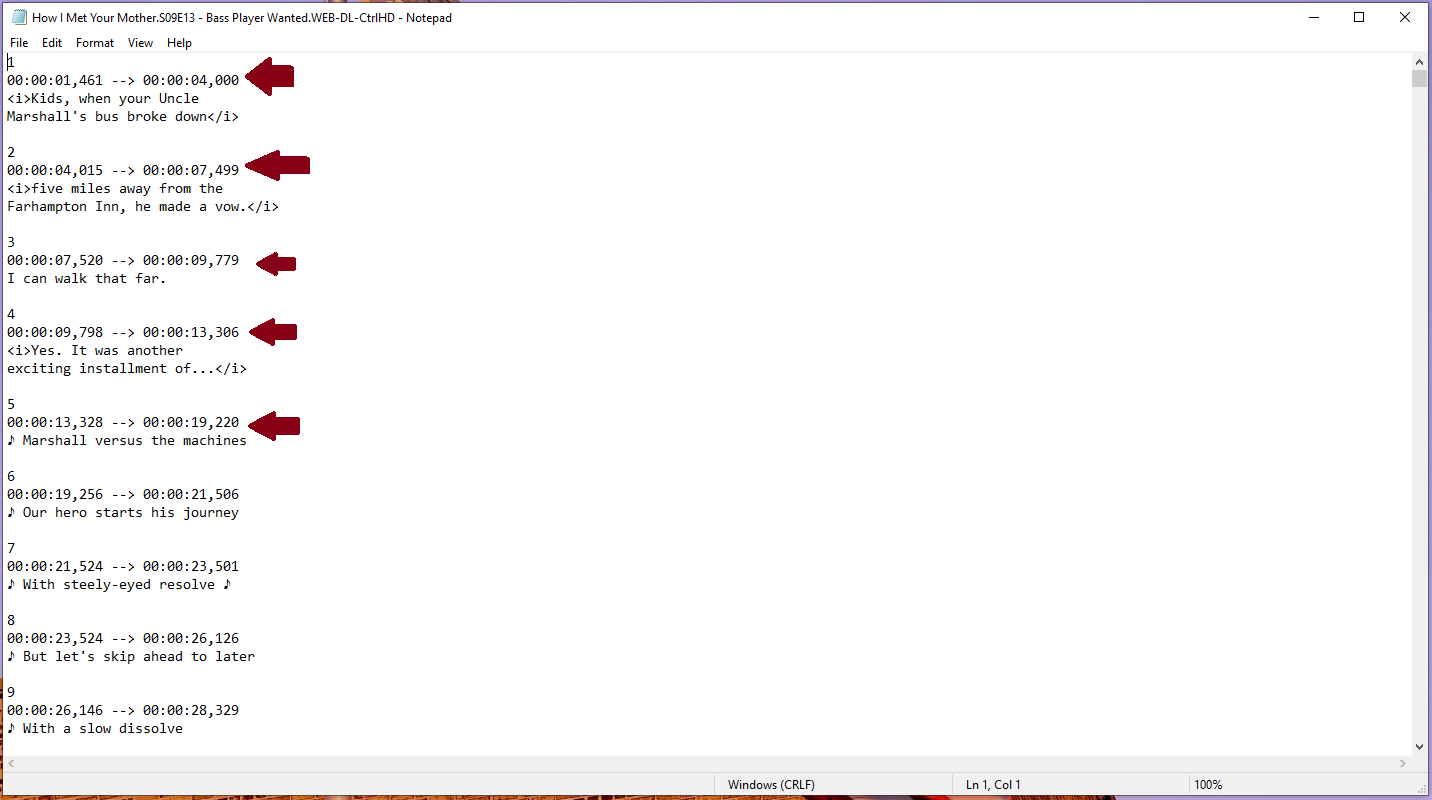 How I Met Your Mother.S09E13 - Bass Player Wanted.WEB-DL-CtrlHD - Notepad
File Edit Format View Help
1
00:00:01,461 --> 00:00:04,000
<i>Kids, when your Uncle
Marshall's bus broke down</i>
2
00:00:04,015 --> 00:00:07,499
<i>five miles away from the
Farhampton Inn, he made a vow.</i>
3
00:00:07,520 --> 00:00:09,779
I can walk that far.
4
00:00:09,798 --> 00:00:13,306
<i>Yes. It was another
exciting installment of...</i>
5
00:00:13,328 --> 00:00:19,220
♪ Marshall versus the machines
6
00:00:19,256 --> 00:00:21,506
♪ Our hero starts his journey
7
00:00:21,524 --> 00:00:23,501
♪ With steely-eyed resolve ♪
8
00:00:23,524 --> 00:00:26,126
♪ But let's skip ahead to later
9
00:00:26,146 --> 00:00:28,329
♪ With a slow dissolve
Windows (CRLF) Ln 1, Col 1 100%